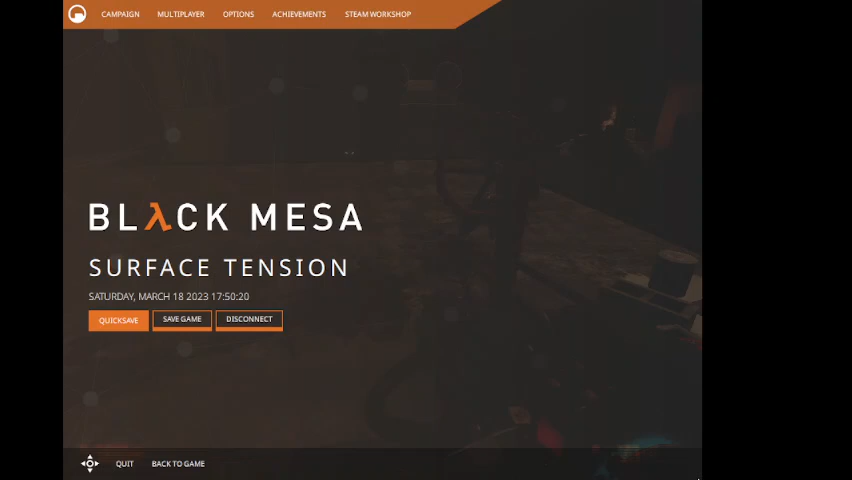 CAMPAIGN MULTIPLAYER OPTIONS ACHIEVEMENTS STEAM WORKSHOP
BLλCK MESA
SURFACE TENSION
SATURDAY, MARCH 18 2023 17:50:20
QUICKSAVE SAVE GAME DISCONNECT
QUIT BACK TO GAME